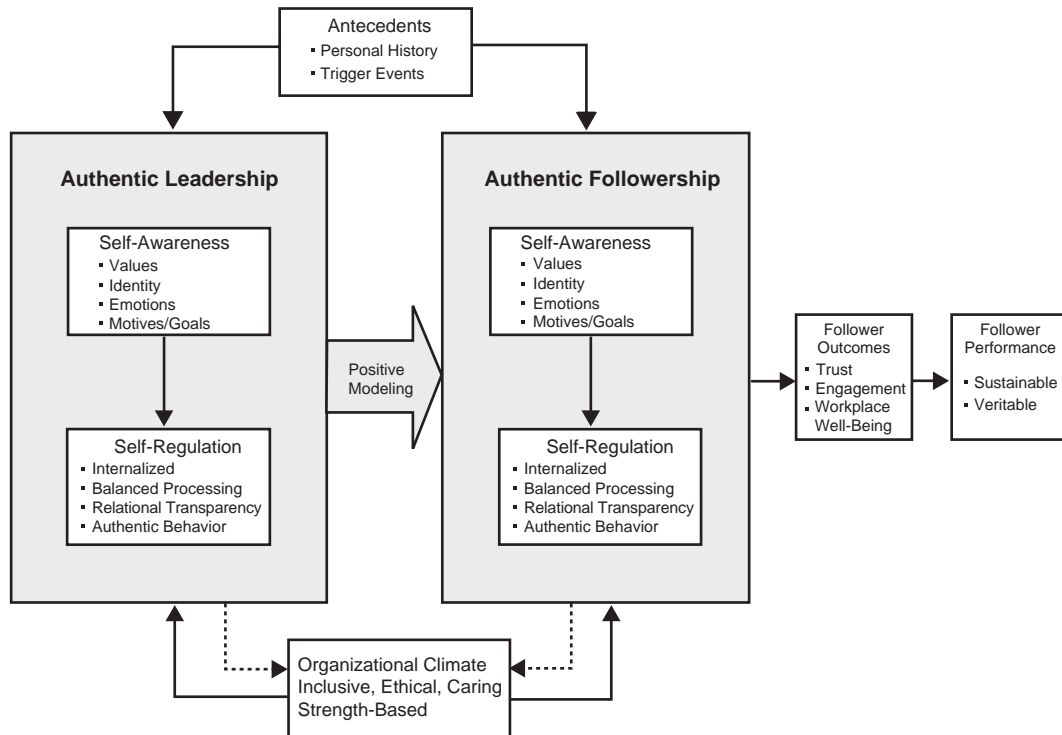 Antecedents
▪ Personal History
▪ Trigger Events
Authentic Leadership
Self-Awareness
▪ Values
▪ Identity
▪ Emotions
▪ Motives/Goals
Self-Regulation
▪ Internalized
▪ Balanced Processing
▪ Relational Transparency
▪ Authentic Behavior
Positive
Modeling
Authentic Followership
Self-Awareness
▪ Values
▪ Identity
▪ Emotions
▪ Motives/Goals
Self-Regulation
▪ Internalized
▪ Balanced Processing
▪ Relational Transparency
▪ Authentic Behavior
Follower
Outcomes
▪ Trust
▪ Engagement
▪ Workplace
Well-Being
Follower
Performance
▪ Sustainable
▪ Veritable
Organizational Climate
Inclusive, Ethical, Caring
Strength-Based